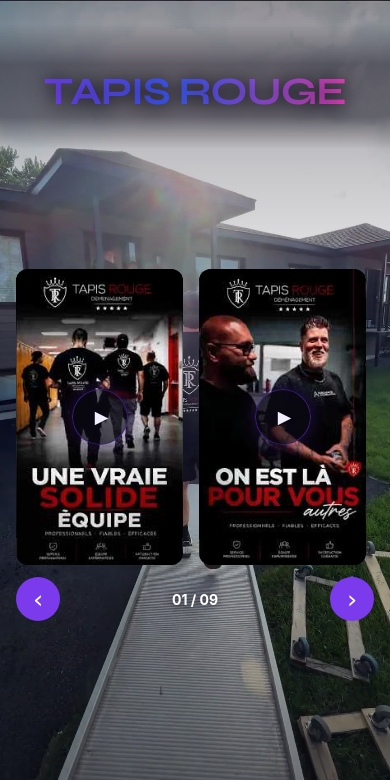 TAPIS ROUGE
TAPIS ROUGE
DÉMÉNAGEMENT
UNE VRAIE
SOLIDE
ÉQUIPE
PROFESSIONNELS - FIABLES - EFFICACES
TAPIS ROUGE
DÉMÉNAGEMENT
ON EST LÀ
POUR VOUS
autres
PROFESSIONNELS - FIABLES - EFFICACES
01 / 09